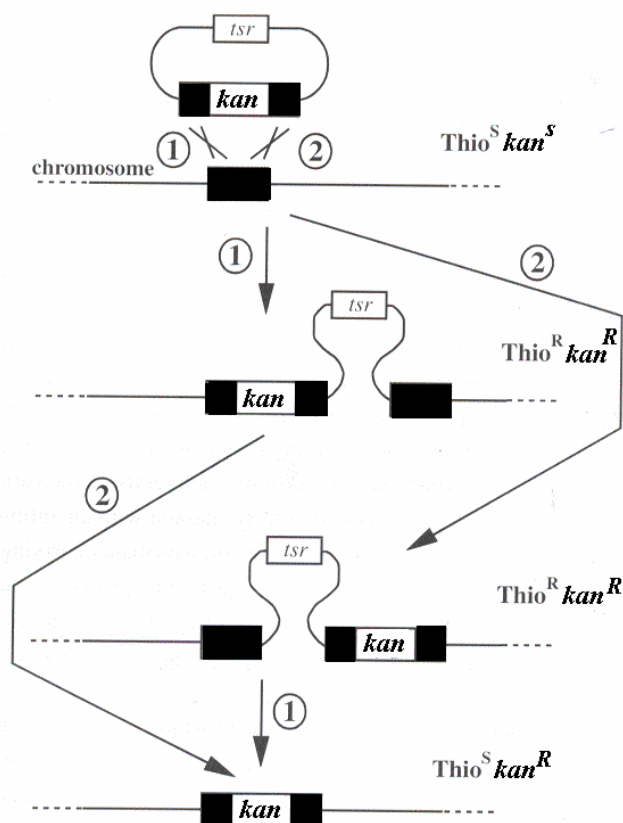 tsr
kan
① ②
Thio^S kan^s
chromosome
①
②
tsr
Thio^R kan^R
kan
②
tsr
Thio^R kan^R
kan
①
Thio^S kan^R
kan